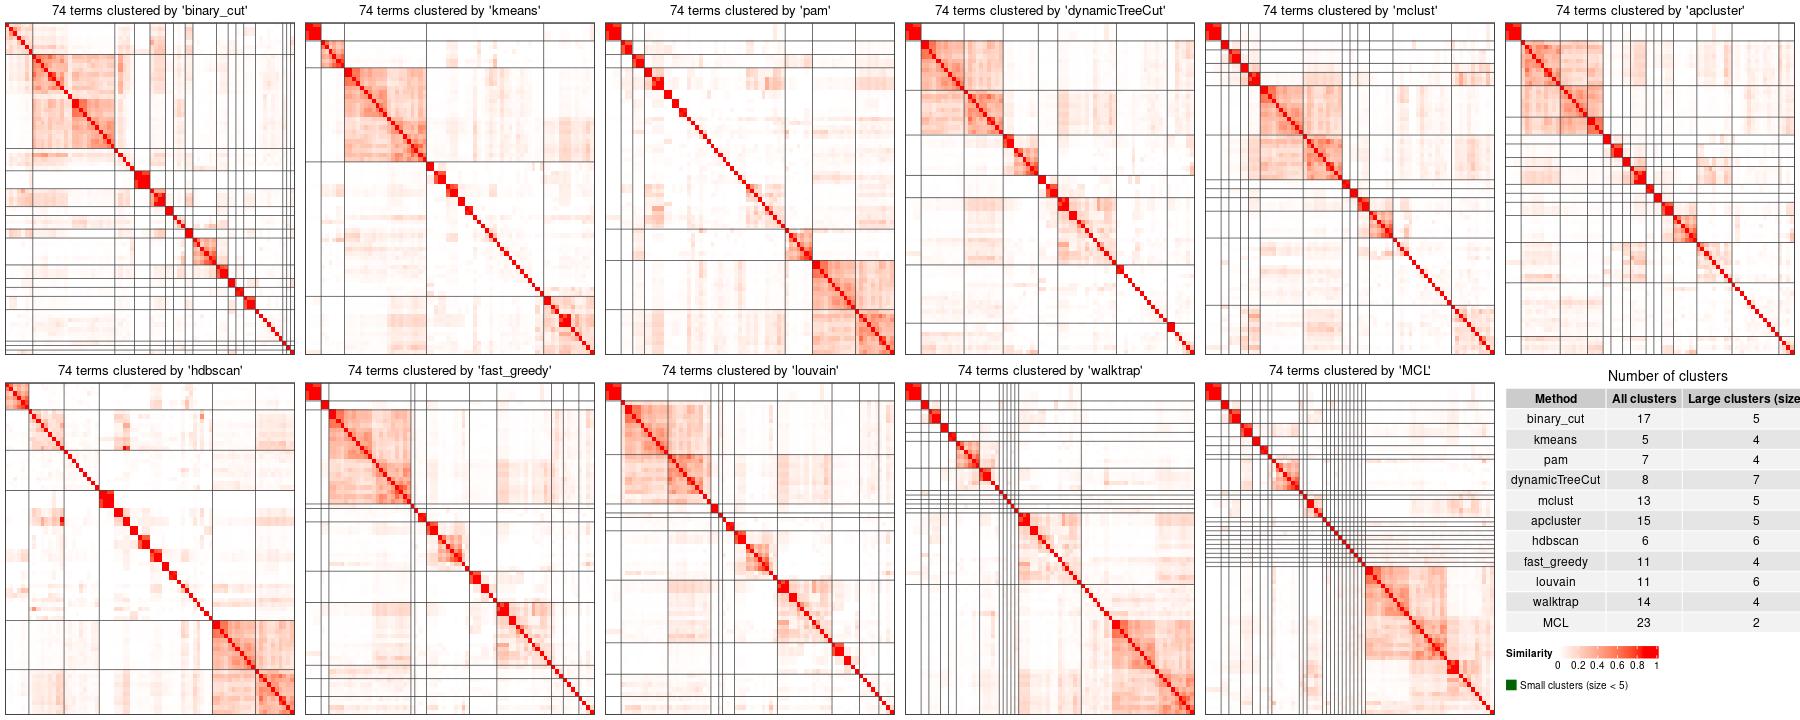 74 terms clustered by 'binary_cut'
74 terms clustered by 'kmeans'
74 terms clustered by 'pam'
74 terms clustered by 'dynamicTreeCut'
74 terms clustered by 'mclust'
74 terms clustered by 'apcluster'
74 terms clustered by 'hdbscan'
74 terms clustered by 'fast_greedy'
74 terms clustered by 'louvain'
74 terms clustered by 'walktrap'
74 terms clustered by 'MCL'
Number of clusters
Method All clusters Large clusters (size
binary_cut 17 5
kmeans 5 4
pam 7 4
dynamicTreeCut 8 7
mclust 13 5
apcluster 15 5
hdbscan 6 6
fast_greedy 11 4
louvain 11 6
walktrap 14 4
MCL 23 2
Similarity
0 0.2 0.4 0.6 0.8 1
Small clusters (size < 5)